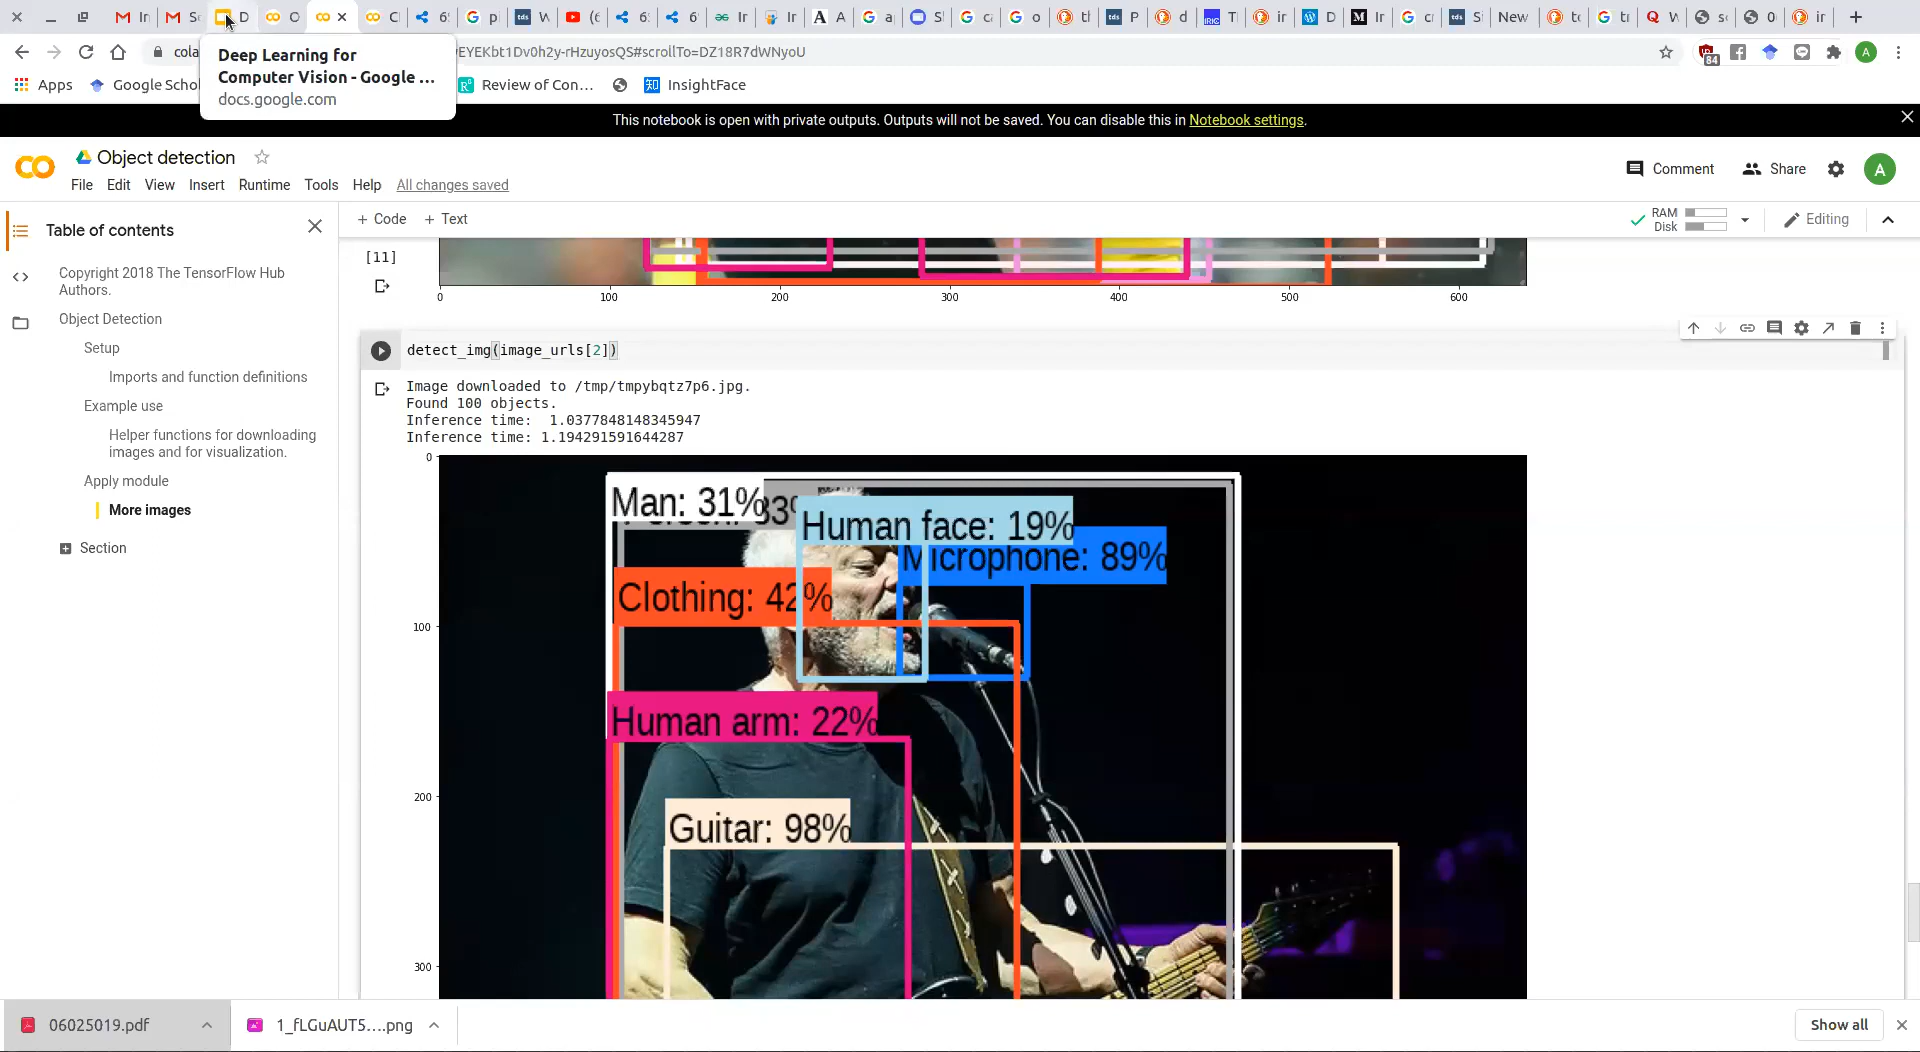 Deep Learning for
Computer Vision - Google ...
docs.google.com
cola
EYEKbt1Dv0h2y-rHzuyosQS#scrollTo=DZ18R7dWNyoU
84
A
Apps
Google Schol
Review of Con...
InsightFace
This notebook is open with private outputs. Outputs will not be saved. You can disable this in Notebook settings.
Object detection
File Edit View Insert Runtime Tools Help All changes saved
Comment
Share
A
Table of contents
+ Code + Text
RAM
Disk
Editing
Copyright 2018 The TensorFlow Hub
Authors.
Object Detection
Setup
Imports and function definitions
Example use
Helper functions for downloading
images and for visualization.
Apply module
More images
Section
[11]
0 100 200 300 400 500 600
detect_img(image_urls[2])
Image downloaded to /tmp/tmpybqtz7p6.jpg.
Found 100 objects.
Inference time: 1.0377848148345947
Inference time: 1.194291591644287
0
100
200
300
Man: 31%
Person: 33%
Human face: 19%
Microphone: 89%
Clothing: 42%
Human arm: 22%
Guitar: 98%
06025019.pdf
1_fLGuAUT5....png
Show all